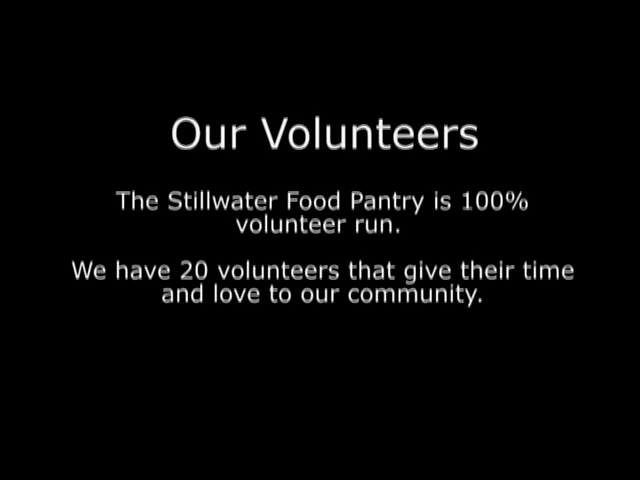 Our Volunteers
The Stillwater Food Pantry is 100%
volunteer run.
We have 20 volunteers that give their time
and love to our community.